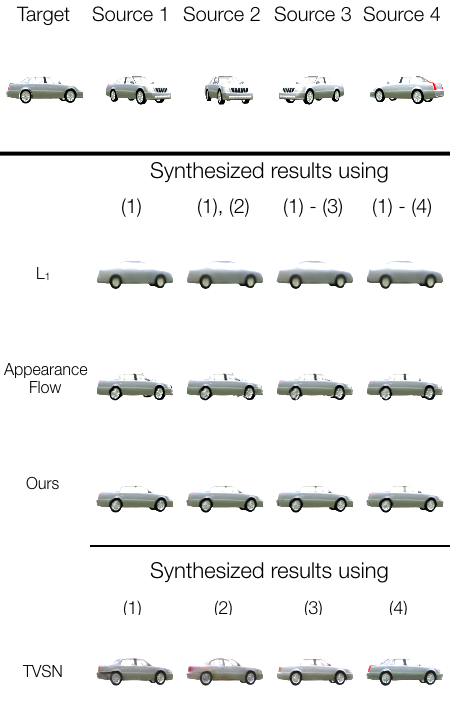 Target Source 1 Source 2 Source 3 Source 4
Synthesized results using
(1) (1), (2) (1) - (3) (1) - (4)
L₁
Appearance
Flow
Ours
Synthesized results using
(1) (2) (3) (4)
TVSN